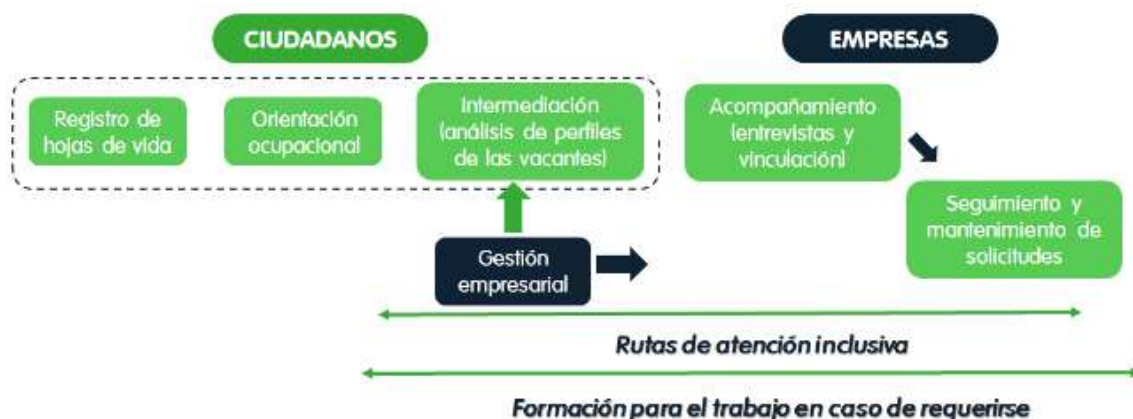 CIUDADANOS
EMPRESAS
Registro de
hojas de vida
Orientación
ocupacional
Intermediación
(análisis de perfiles
de las vacantes)
Acompañamiento
(entrevistas y
vinculación)
Seguimiento y
mantenimiento de
solicitudes
Gestión
empresarial
Rutas de atención inclusiva
Formación para el trabajo en caso de requerirse